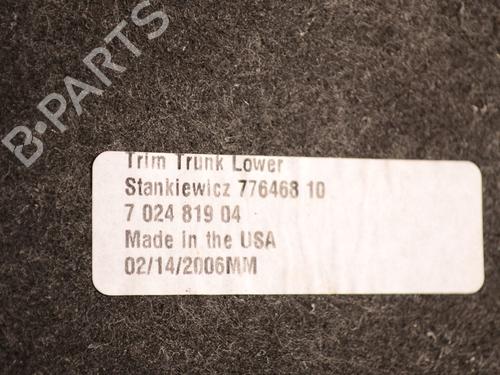 B-PARTS
Trim Trunk Lower
Stankiewicz 776468 10
7 024 819 04
Made in the USA
02/14/2006MM